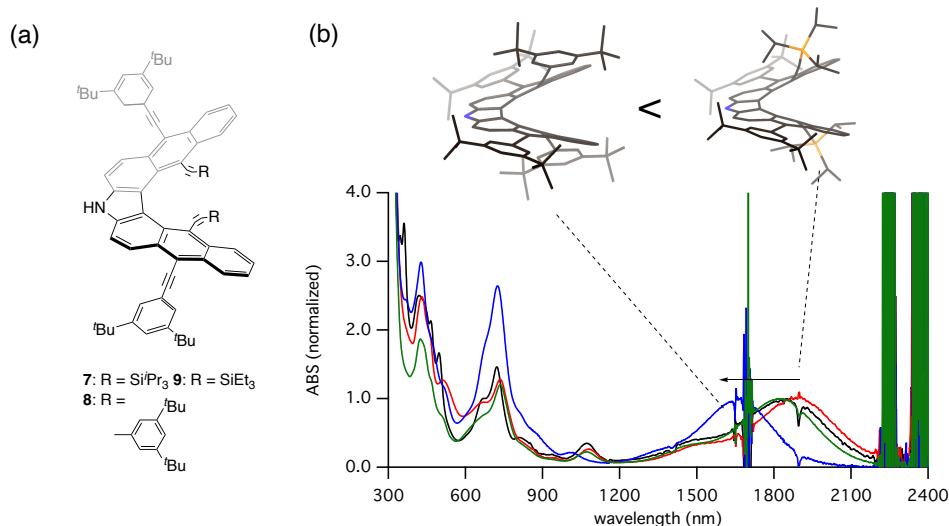 (a)
ᵗBu
ᵗBu
R
HN
R
ᵗBu
ᵗBu
7: R = SiⁱPr₃ 9: R = SiEt₃
8: R =
ᵗBu
ᵗBu
(b)
<
4.0
3.0
2.0
1.0
0.0
ABS (normalized)
300 600 900 1200 1500 1800 2100 2400
wavelength (nm)